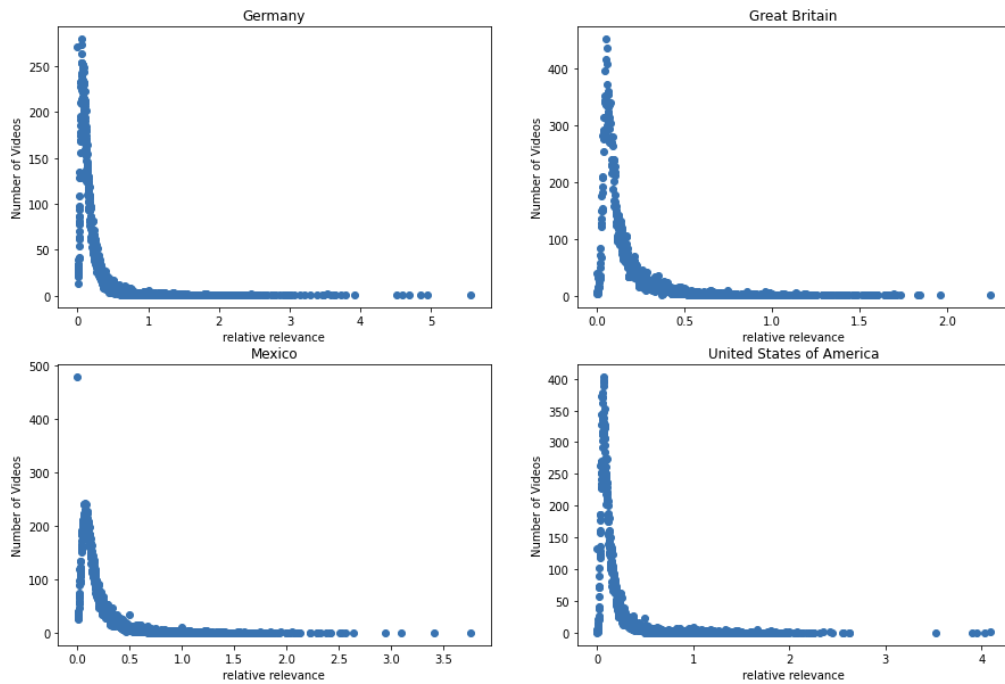 Germany
Number of Videos
250
200
150
100
50
0
0 1 2 3 4 5
relative relevance
Great Britain
Number of Videos
400
300
200
100
0
0.0 0.5 1.0 1.5 2.0
relative relevance
Mexico
Number of Videos
500
400
300
200
100
0
0.0 0.5 1.0 1.5 2.0 2.5 3.0 3.5
relative relevance
United States of America
Number of Videos
400
350
300
250
200
150
100
50
0
0 1 2 3 4
relative relevance